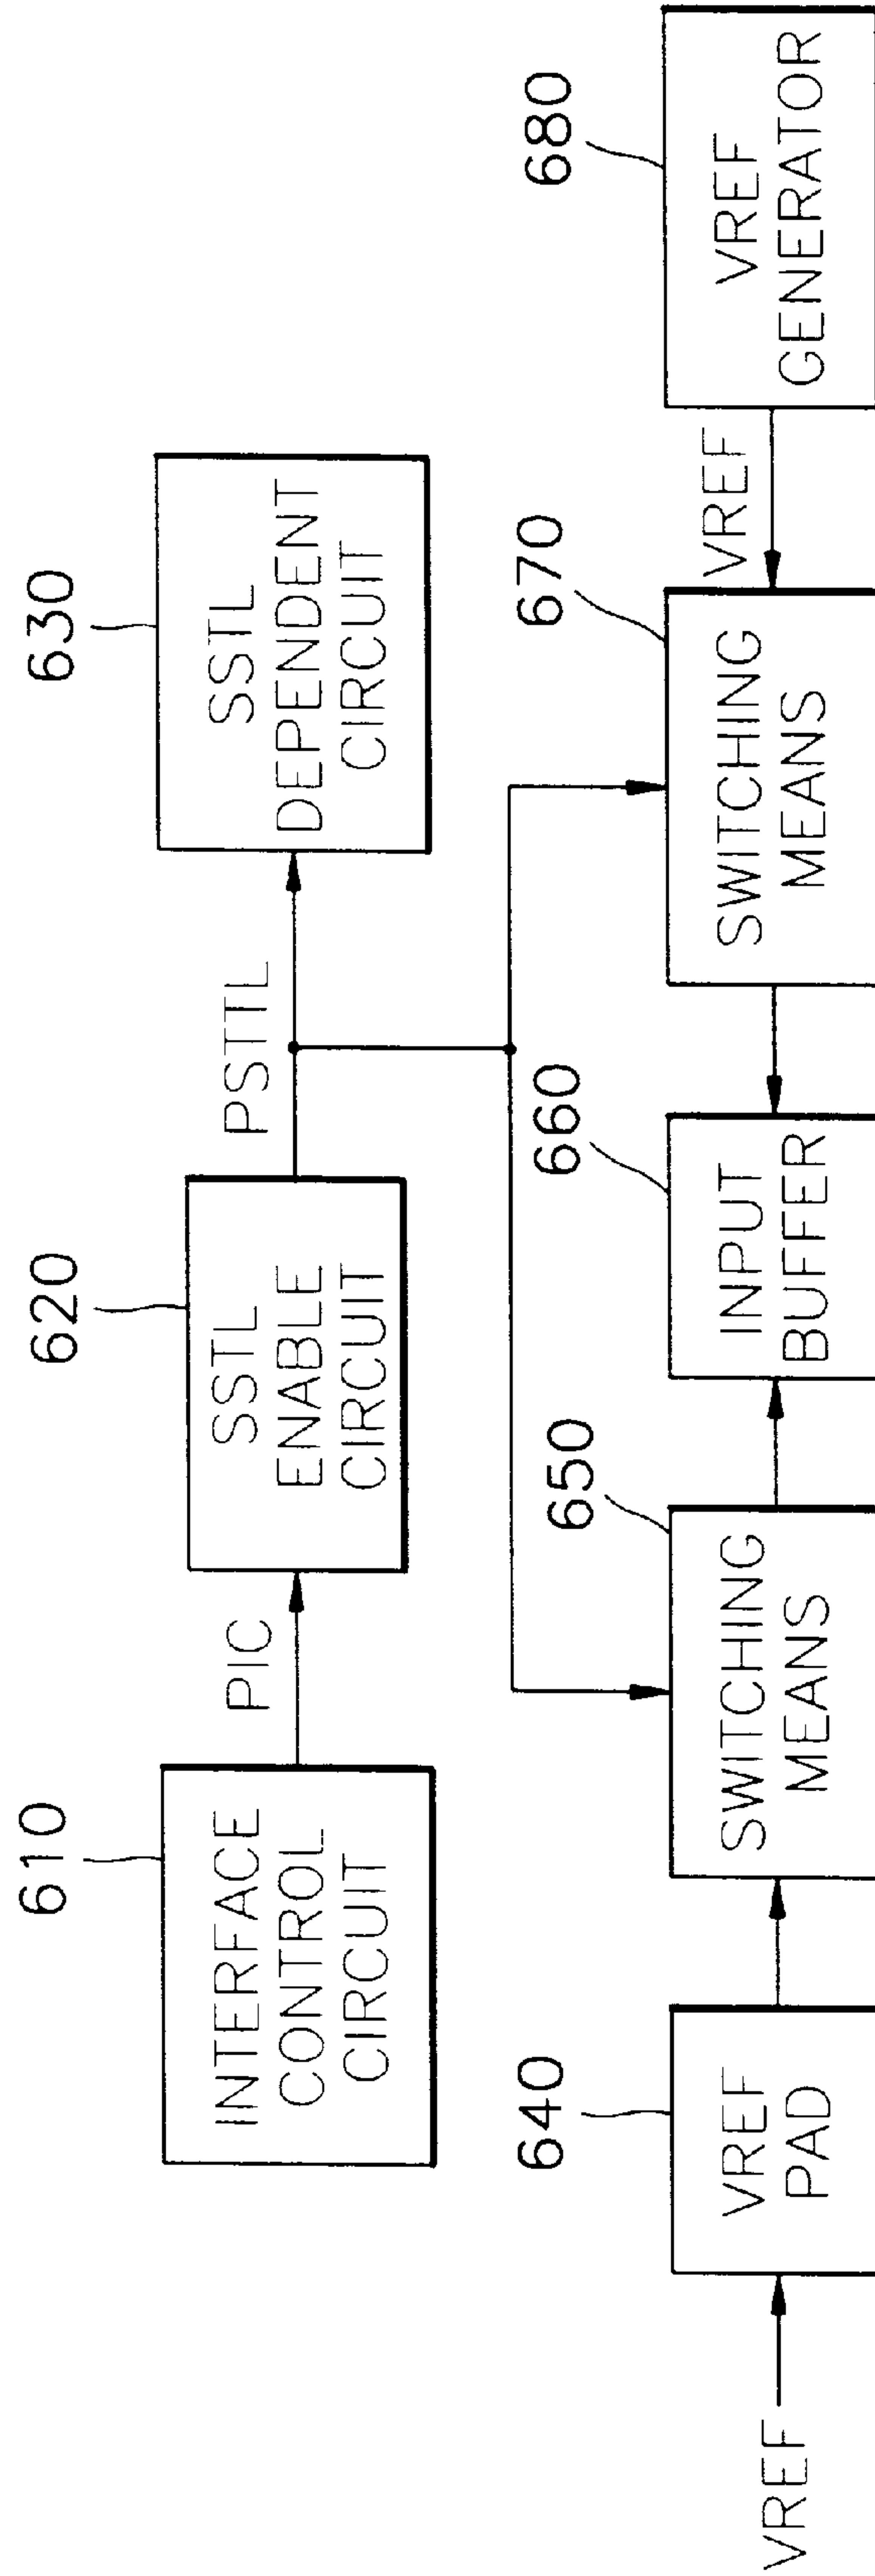 610
INTERFACE
CONTROL
CIRCUIT
PIC
620
SSTL
ENABLE
CIRCUIT
PSTTL
630
SSTL
DEPENDENT
CIRCUIT
VREF
640
VREF
PAD
650
SWITCHING
MEANS
660
INPUT
BUFFER
670
SWITCHING
MEANS
VREF
680
VREF
GENERATOR